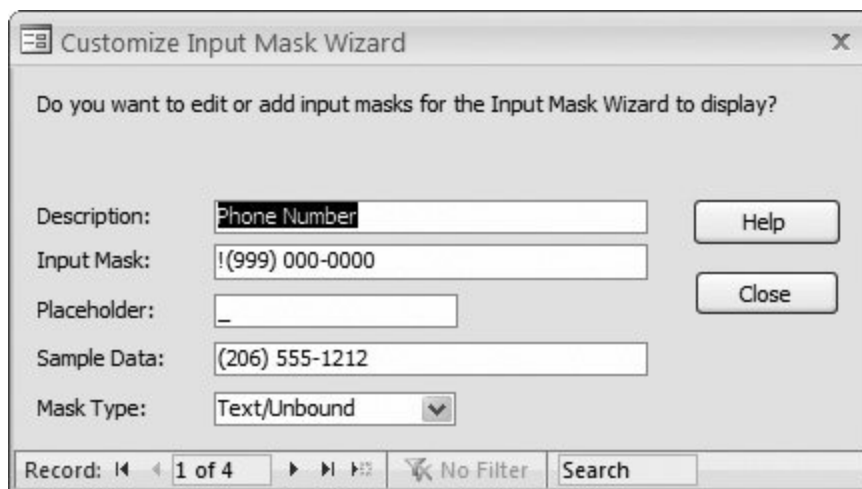 Customize Input Mask Wizard
Do you want to edit or add input masks for the Input Mask Wizard to display?
Description: Phone Number
Help
Input Mask: !(999) 000-0000
Close
Placeholder: _
Sample Data: (206) 555-1212
Mask Type: Text/Unbound
Record: 1 of 4 No Filter Search